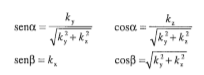 senα = k_y / √(k_y² + k_z²)    cosα = k_z / √(k_y² + k_z²)
senβ = k_x    cosβ = √(k_y² + k_z²)